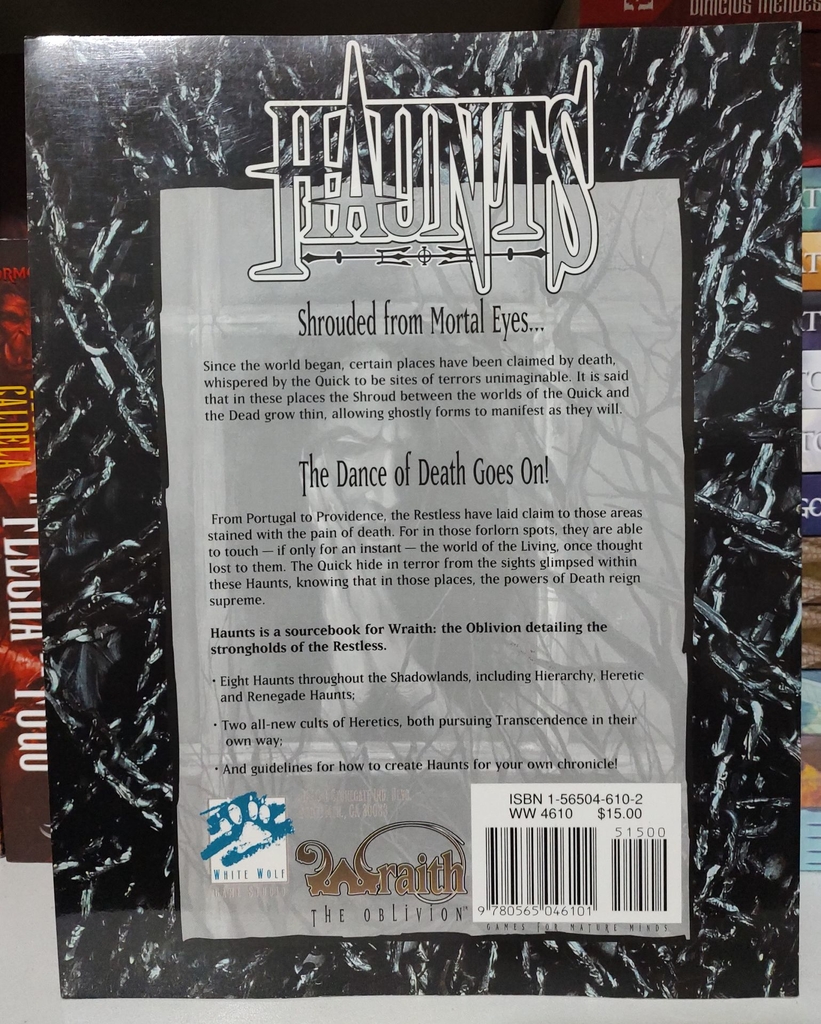 Vinicius Mendes
HAUNTS
Shrouded from Mortal Eyes...
Since the world began, certain places have been claimed by death,
whispered by the Quick to be sites of terrors unimaginable. It is said
that in these places the Shroud between the worlds of the Quick and
the Dead grow thin, allowing ghostly forms to manifest as they will.
The Dance of Death Goes On!
From Portugal to Providence, the Restless have laid claim to those areas
stained with the pain of death. For in those forlorn spots, they are able
to touch — if only for an instant — the world of the Living, once thought
lost to them. The Quick hide in terror from the sights glimpsed within
these Haunts, knowing that in those places, the powers of Death reign
supreme.
Haunts is a sourcebook for Wraith: the Oblivion detailing the
strongholds of the Restless.
· Eight Haunts throughout the Shadowlands, including Hierarchy, Heretic
and Renegade Haunts;
· Two all-new cults of Heretics, both pursuing Transcendence in their
own way;
· And guidelines for how to create Haunts for your own chronicle!
ISBN 1-56504-610-2
WW 4610 $15.00
51500
9 780565 046101
WHITE WOLF
Wraith
THE OBLIVION
GAMES FOR MATURE MINDS
CALDELA